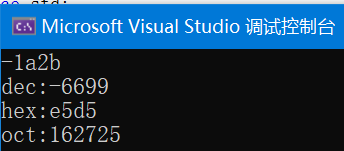 Microsoft Visual Studio 调试控制台
-1a2b
dec:-6699
hex:e5d5
oct:162725